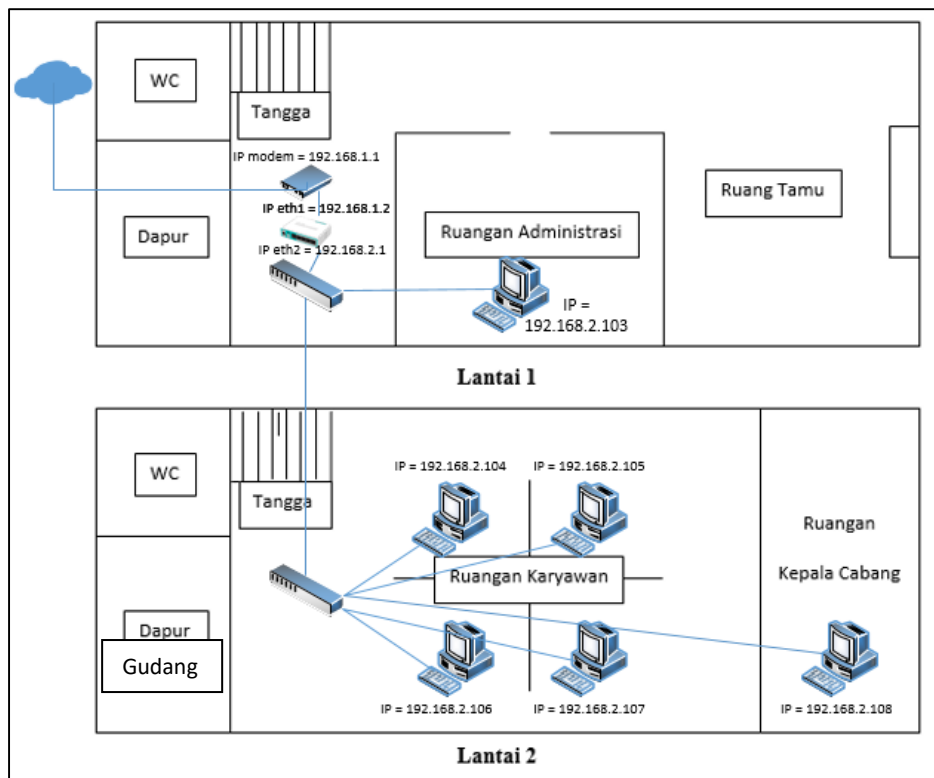 WC
Tangga
IP modem = 192.168.1.1
IP eth1 = 192.168.1.2
IP eth2 = 192.168.2.1
Dapur
Ruangan Administrasi
IP =
192.168.2.103
Ruang Tamu
Lantai 1
WC
Tangga
IP = 192.168.2.104
IP = 192.168.2.105
Ruangan Karyawan
Ruangan
Kepala Cabang
Dapur
Gudang
IP = 192.168.2.106
IP = 192.168.2.107
IP = 192.168.2.108
Lantai 2